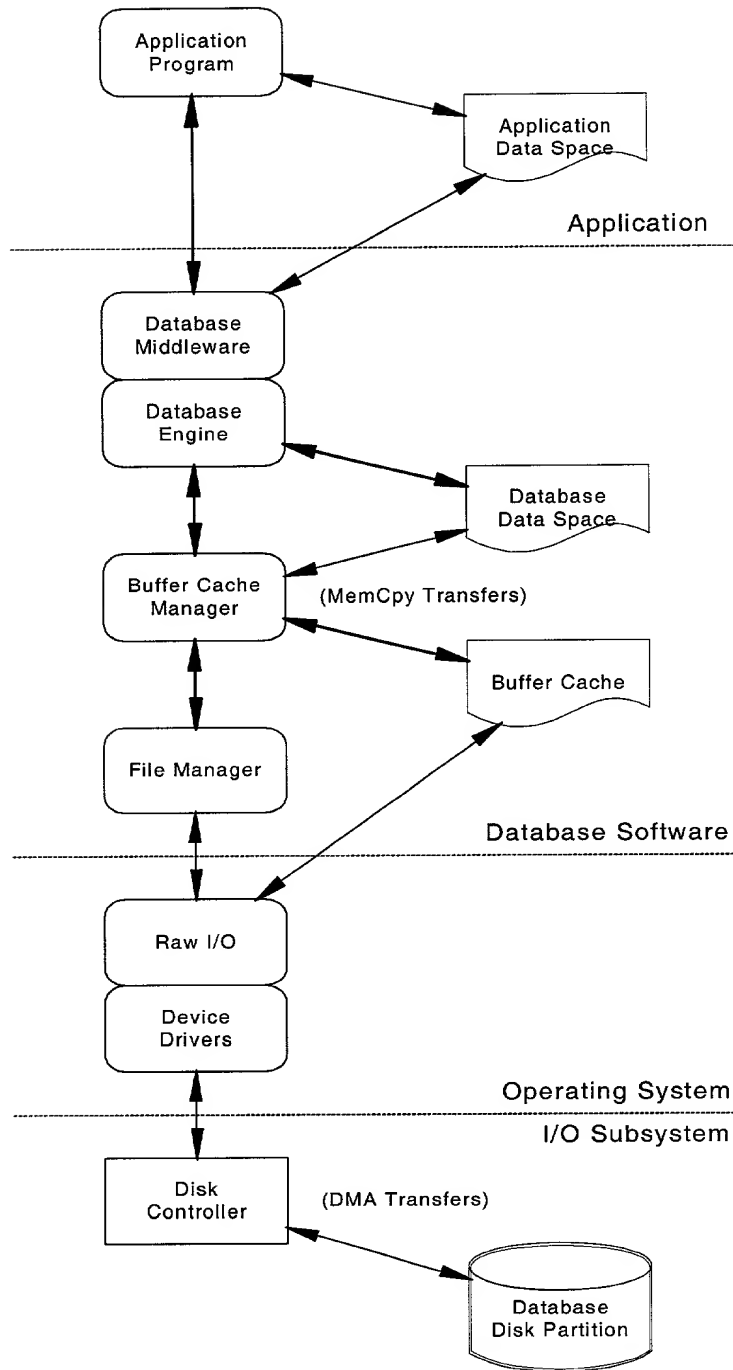 Application
Program
Application
Data Space
Application
Database
Middleware
Database
Engine
Database
Data Space
Buffer Cache
Manager
(MemCpy Transfers)
Buffer Cache
File Manager
Database Software
Raw I/O
Device
Drivers
Operating System
I/O Subsystem
Disk
Controller
(DMA Transfers)
Database
Disk Partition